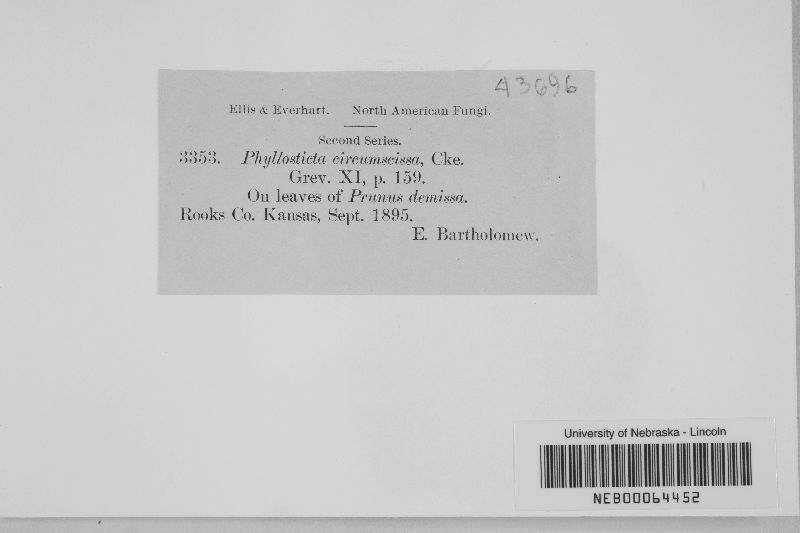 43696
Ellis & Everhart. North American Fungi.
Second Series.
3353. Phyllosticta circumscissa, Cke.
Grev. XI, p. 159.
On leaves of Prunus demissa.
Rooks Co. Kansas, Sept. 1895.
E. Bartholomew.
University of Nebraska - Lincoln
NEB00064452